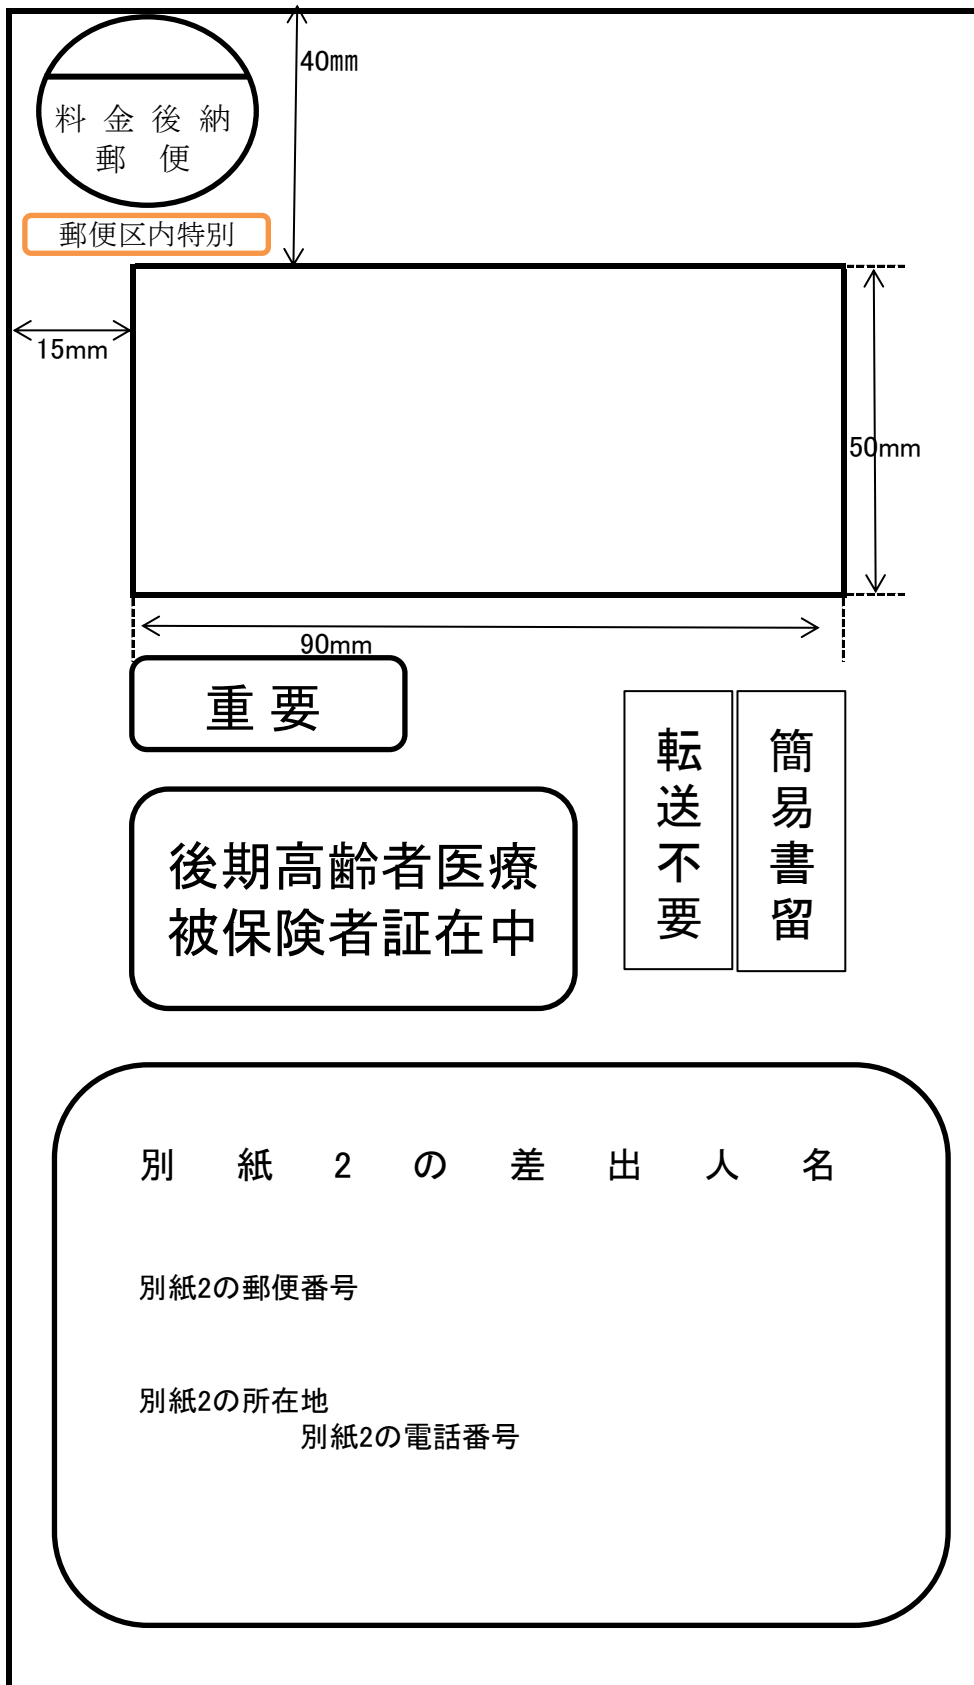 料金後納
郵便
郵便区内特別
40mm
15mm
50mm
90mm
重要
簡易書留
転送不要
後期高齢者医療
被保険者証在中
別紙2の差出人名
別紙2の郵便番号
別紙2の所在地
別紙2の電話番号